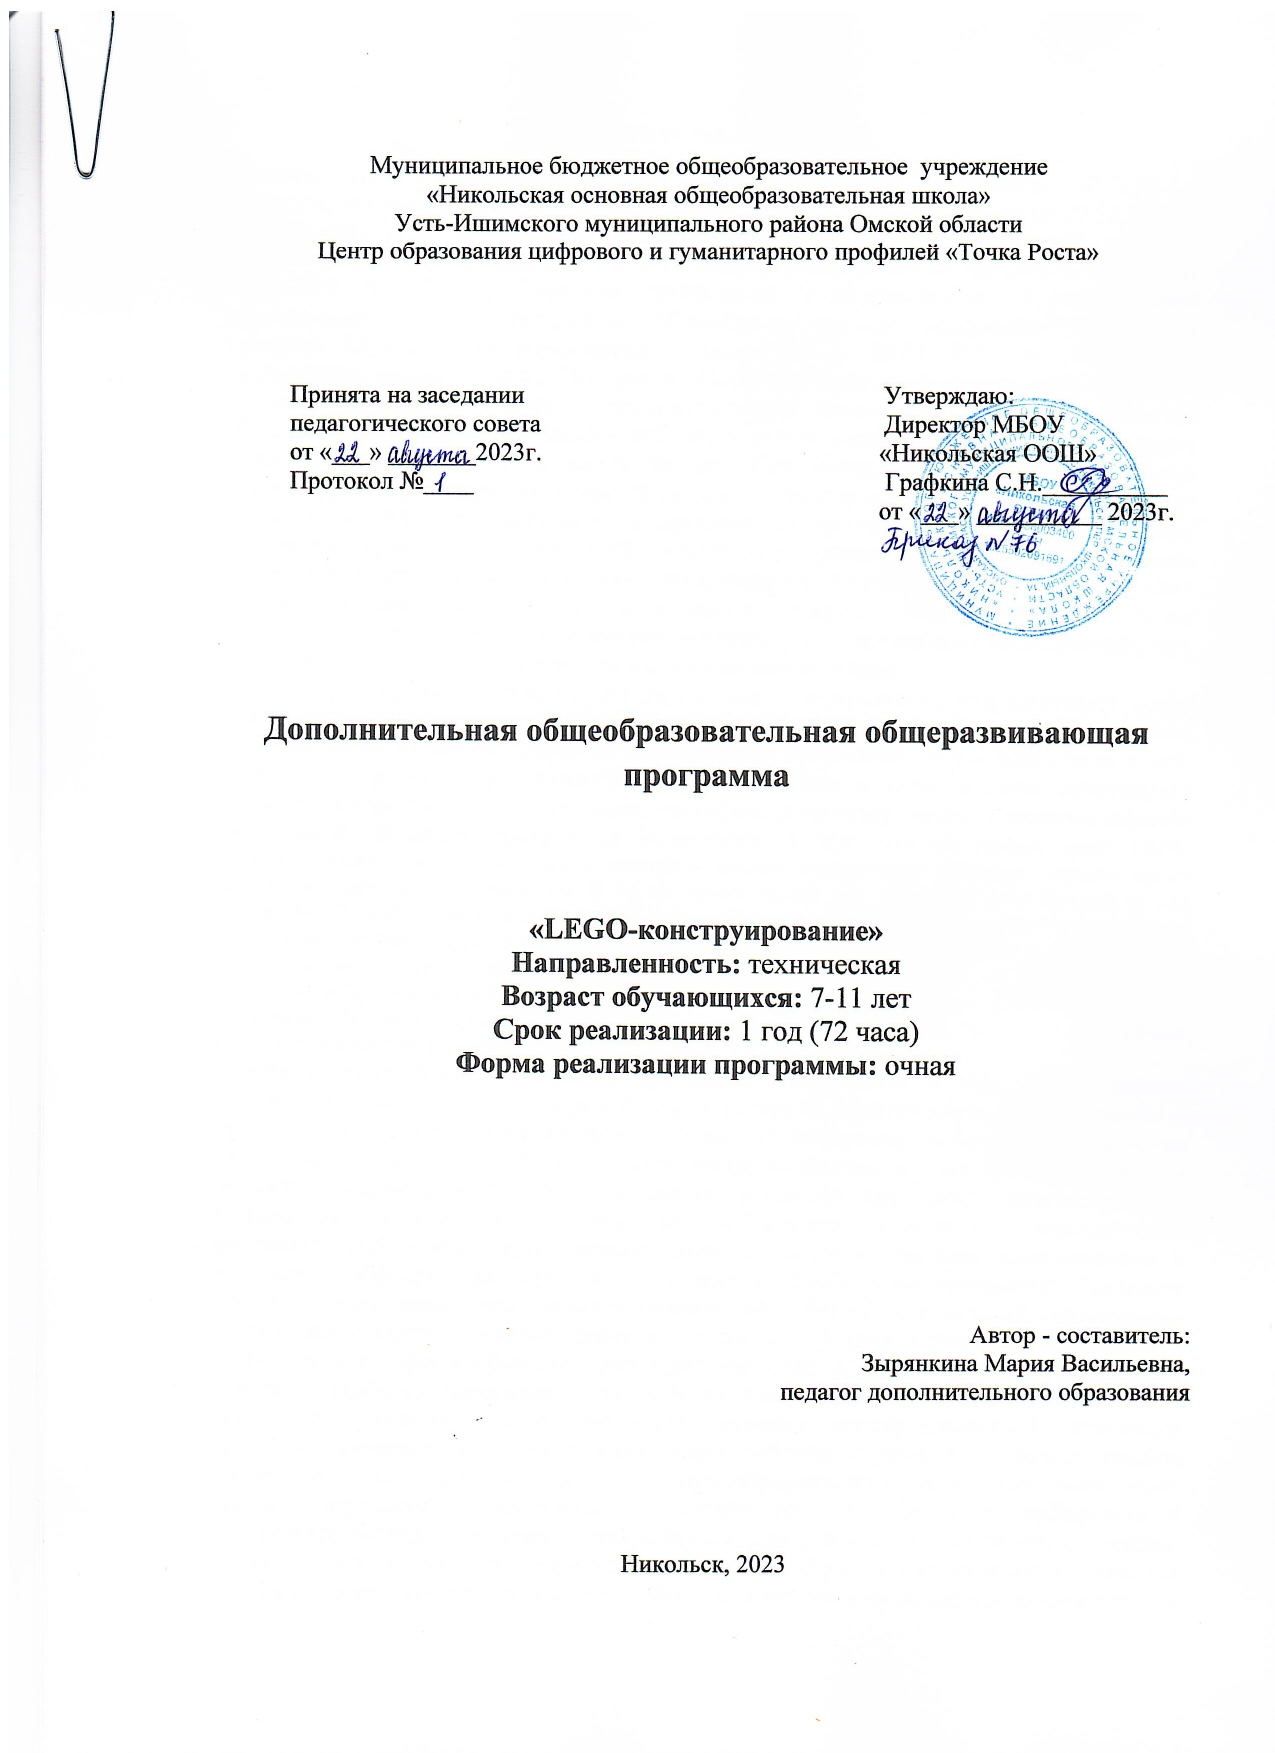 Муниципальное бюджетное общеобразовательное учреждение
«Никольская основная общеобразовательная школа»
Усть-Ишимского муниципального района Омской области
Центр образования цифрового и гуманитарного профилей «Точка Роста»
Принята на заседании
педагогического совета
от «22» августа 2023г.
Протокол № 1
Утверждаю:
Директор МБОУ
«Никольская ООШ»
Графкина С.Н.
от «22» августа 2023г.
Приказ №76
Дополнительная общеобразовательная общеразвивающая
программа
«LEGO-конструирование»
Направленность: техническая
Возраст обучающихся: 7-11 лет
Срок реализации: 1 год (72 часа)
Форма реализации программы: очная
Автор - составитель:
Зырянкина Мария Васильевна,
педагог дополнительного образования
Никольск, 2023